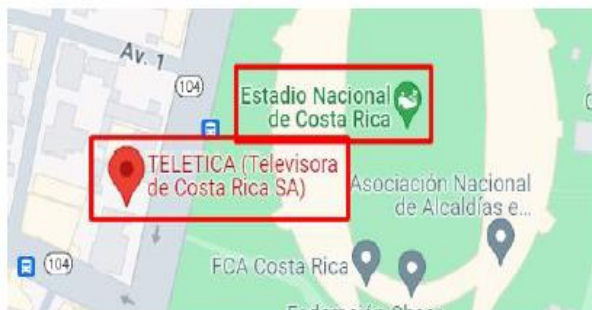 Av. 1
104
Estadio Nacional
de Costa Rica
TELETICA (Televisora
de Costa Rica SA)
Asociación Nacional
de Alcaldías e...
104
FCA Costa Rica